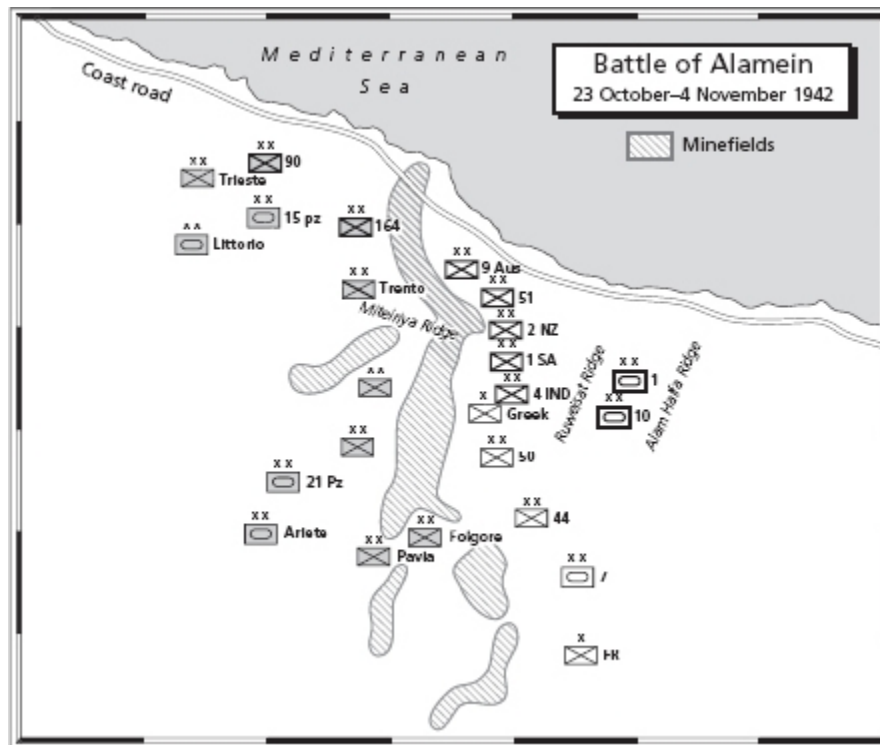 Mediterranean
Sea
Battle of Alamein
23 October–4 November 1942
Minefields
Coast road
xx
90
xx
Trieste
xx
15 pz
xx
164
xx
Littorio
xx
9 Aus
xx
51
xx
Trento
Miteiriya Ridge
xx
2 NZ
xx
1 SA
xx
4 IND
x
Greek
Ruweisat Ridge
xx
1
xx
10
Alam Halfa Ridge
xx
xx
xx
50
xx
21 Pz
xx
44
xx
Ariete
xx
Folgore
xx
Pavia
xx
7
x
FR